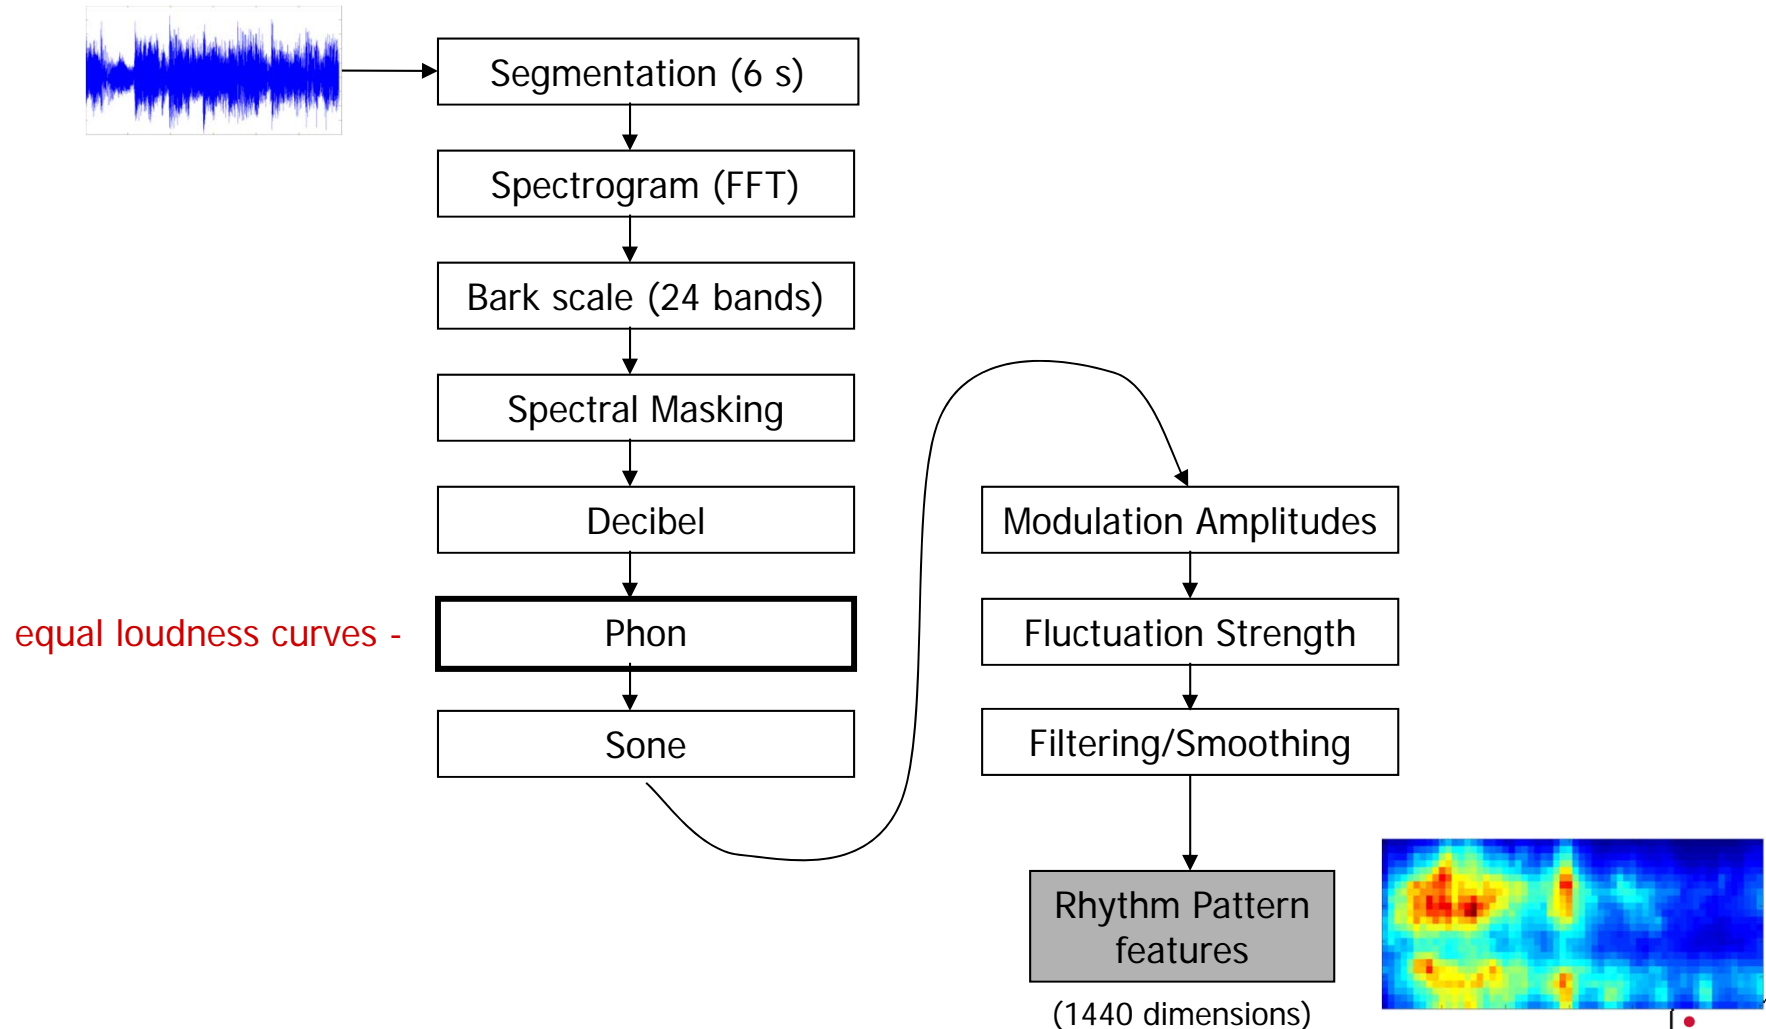 Segmentation (6 s)
Spectrogram (FFT)
Bark scale (24 bands)
Spectral Masking
Decibel
equal loudness curves -
Phon
Sone
Modulation Amplitudes
Fluctuation Strength
Filtering/Smoothing
Rhythm Pattern
features
(1440 dimensions)